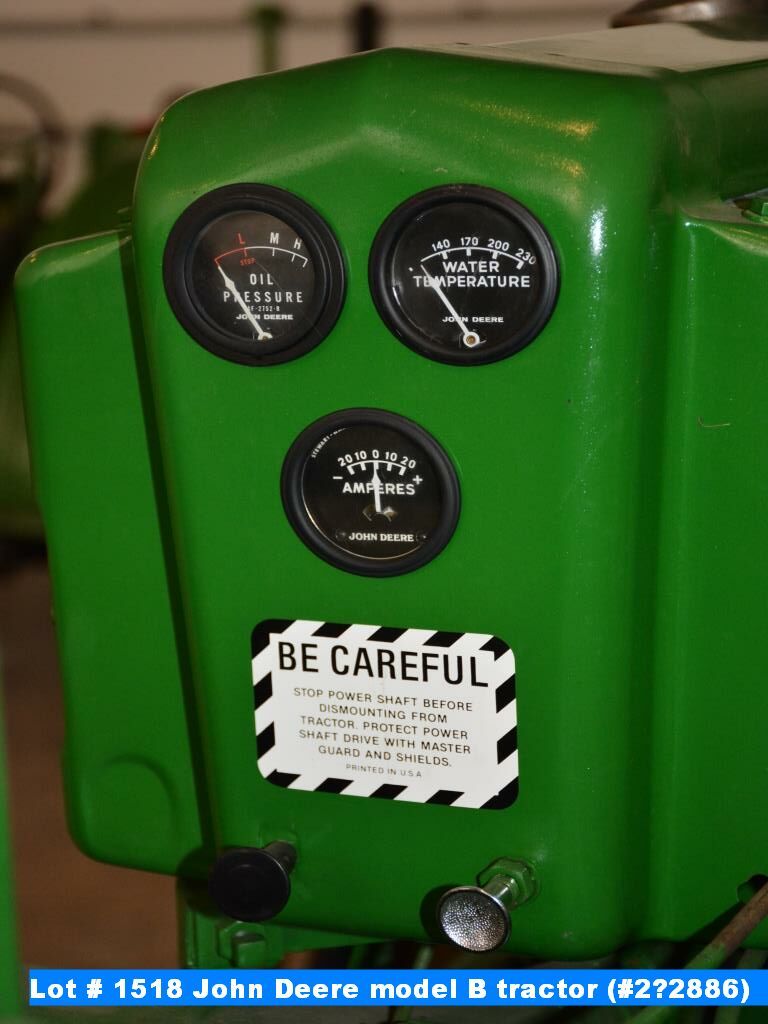 L M H
STOP
OIL
PRESSURE
JOHN DEERE
140 170 200 230
WATER
TEMPERATURE
JOHN DEERE
20 10 0 10 20
- +
AMPERES
JOHN DEERE
BE CAREFUL
STOP POWER SHAFT BEFORE
DISMOUNTING FROM
TRACTOR. PROTECT POWER
SHAFT DRIVE WITH MASTER
GUARD AND SHIELDS.
PRINTED IN U.S.A
Lot # 1518 John Deere model B tractor (#2?2886)